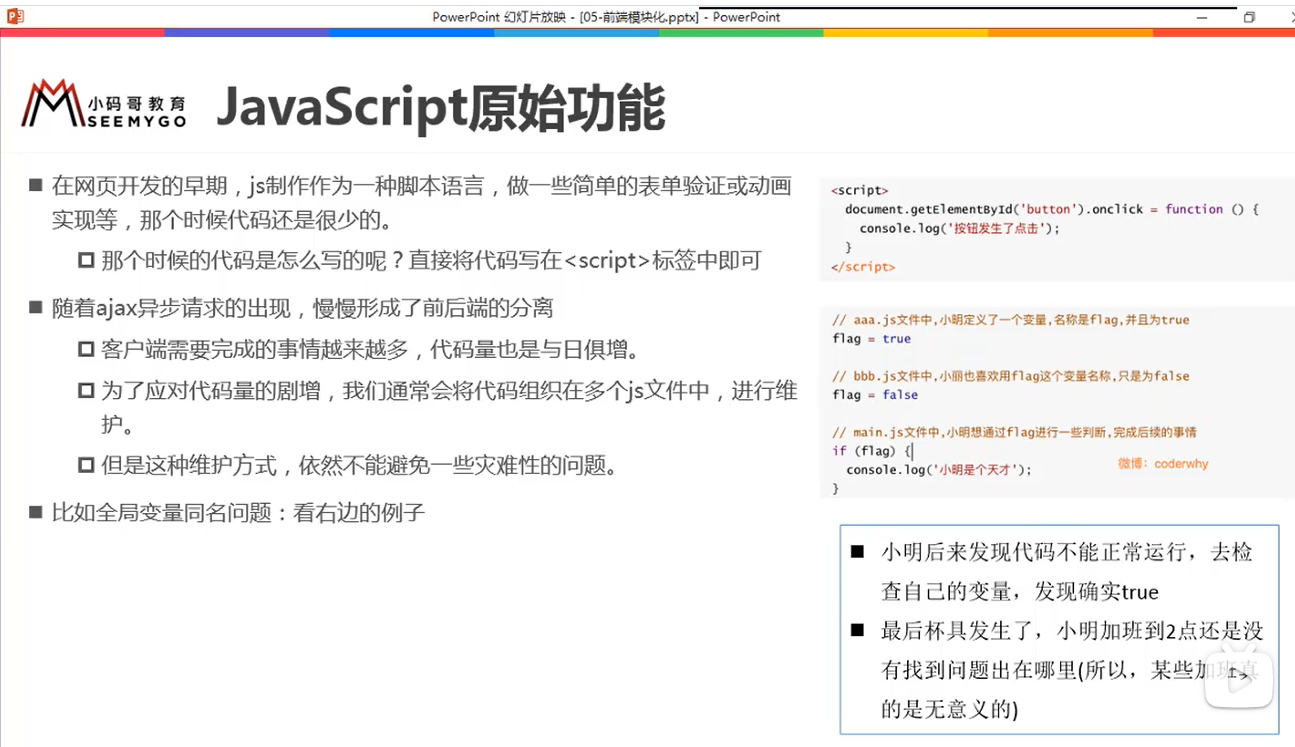 PowerPoint 幻灯片放映 - [05-前端模块化.pptx] - PowerPoint
小码哥教育
SEEMYGO
JavaScript原始功能
在网页开发的早期，js制作作为一种脚本语言，做一些简单的表单验证或动画
实现等，那个时候代码还是很少的。
那个时候的代码是怎么写的呢？直接将代码写在<script>标签中即可
随着ajax异步请求的出现，慢慢形成了前后端的分离
客户端需要完成的事情越来越多，代码量也是与日俱增。
为了应对代码量的剧增，我们通常会将代码组织在多个js文件中，进行维
护。
但是这种维护方式，依然不能避免一些灾难性的问题。
比如全局变量同名问题：看右边的例子
<script>
document.getElementById('button').onclick = function () {
console.log('按钮发生了点击');
}
</script>
// aaa.js文件中,小明定义了一个变量,名称是flag,并且为true
flag = true
// bbb.js文件中,小丽也喜欢用flag这个变量名称,只是为false
flag = false
// main.js文件中,小明想通过flag进行一些判断,完成后续的事情
if (flag) {
console.log('小明是个天才');
}
微博：coderwhy
小明后来发现代码不能正常运行，去检
查自己的变量，发现确实true
最后杯具发生了，小明加班到2点还是没
有找到问题出在哪里(所以，某些加班真
的是无意义的)